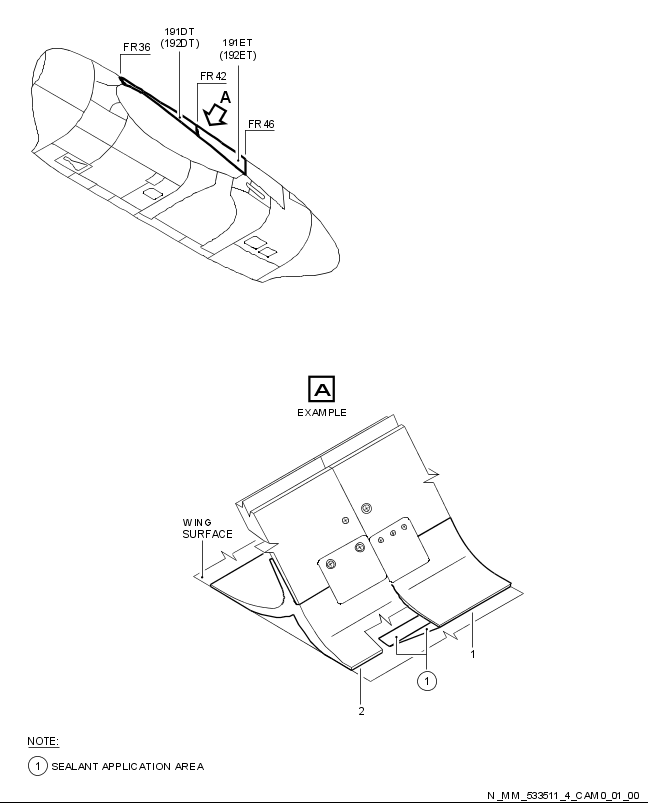 191DT
(192DT)
191ET
(192ET)
FR36
FR42
A
FR46
A
EXAMPLE
WING
SURFACE
1
1
2
NOTE:
1 SEALANT APPLICATION AREA
N_MM_533511_4_CAM0_01_00